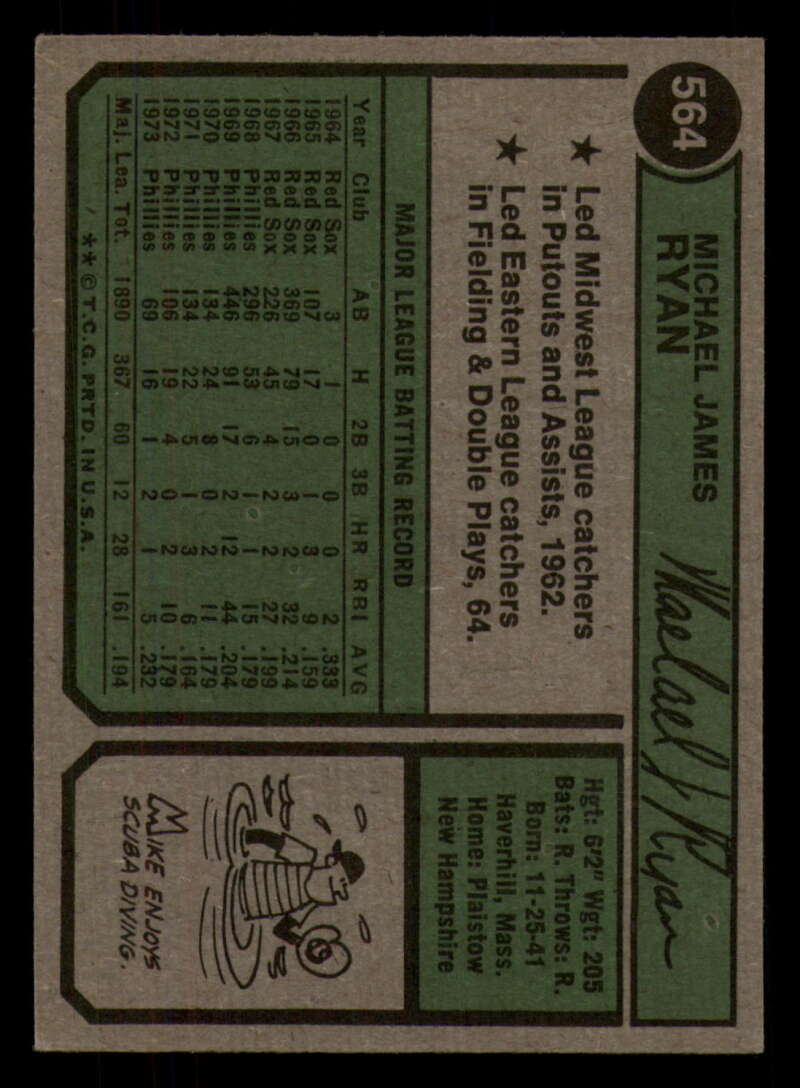 564
MICHAEL JAMES
RYAN
Michael J Ryan
★ Led Midwest League catchers
in Putouts and Assists, 1962.
★ Led Eastern League catchers
in Fielding & Double Plays, 64.
MAJOR LEAGUE BATTING RECORD
Year Club AB H 2B 3B HR RBI AVG
1964 Red Sox 3 1 0 0 0 2 .333
1965 Red Sox 107 17 0 1 3 9 .159
1966 Red Sox 369 79 15 3 2 32 .214
1967 Red Sox 226 45 4 2 2 27 .199
1968 Phillies 296 53 6 1 1 15 .179
1969 Phillies 446 91 17 2 12 44 .204
1970 Phillies 134 24 8 0 2 11 .179
1971 Phillies 134 22 5 1 3 6 .164
1972 Phillies 106 19 4 0 2 10 .179
1973 Phillies 69 16 1 2 1 5 .232
Maj. Lea. Tot. 1890 367 60 12 28 161 .194
**©T.C.G. PRTD. IN U.S.A.
Hgt: 6'2" Wgt: 205
Bats: R. Throws: R.
Born: 11-25-41
Haverhill, Mass.
Home: Plaistow
New Hampshire
MIKE ENJOYS
SCUBA DIVING.